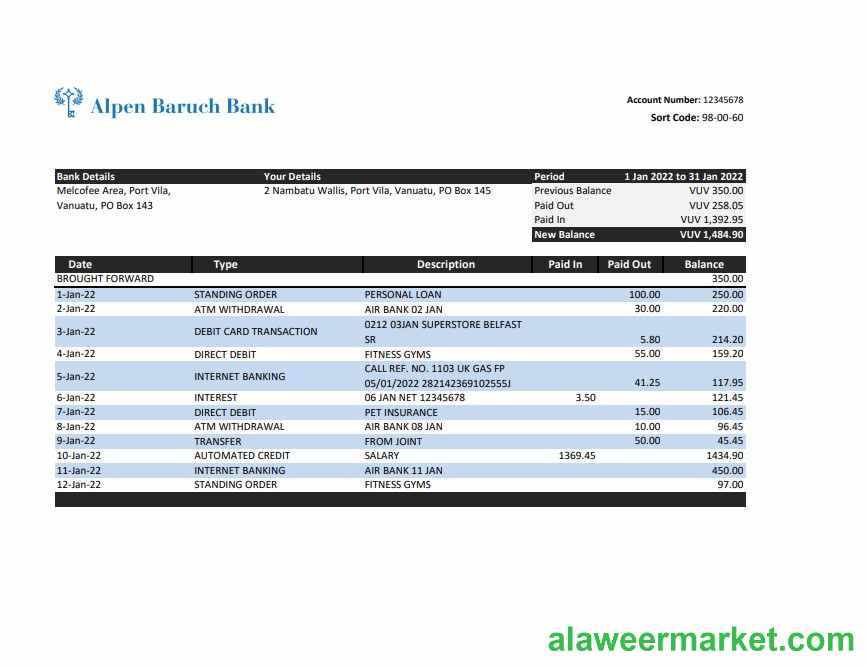 Alpen Baruch Bank
Account Number: 12345678
Sort Code: 98-00-60
Bank Details Your Details
Melcofee Area, Port Vila, 2 Nambatu Wallis, Port Vila, Vanuatu, PO Box 145
Vanuatu, PO Box 143
Period 1 Jan 2022 to 31 Jan 2022
Previous Balance VUV 350.00
Paid Out VUV 258.05
Paid In VUV 1,392.95
New Balance VUV 1,484.90
Date Type Description Paid In Paid Out Balance
BROUGHT FORWARD 350.00
1-Jan-22 STANDING ORDER PERSONAL LOAN 100.00 250.00
2-Jan-22 ATM WITHDRAWAL AIR BANK 02 JAN 30.00 220.00
3-Jan-22 DEBIT CARD TRANSACTION 0212 03JAN SUPERSTORE BELFAST
SR 5.80 214.20
4-Jan-22 DIRECT DEBIT FITNESS GYMS 55.00 159.20
5-Jan-22 INTERNET BANKING CALL REF. NO. 1103 UK GAS FP
05/01/2022 282142369102555J 41.25 117.95
6-Jan-22 INTEREST 06 JAN NET 12345678 3.50 121.45
7-Jan-22 DIRECT DEBIT PET INSURANCE 15.00 106.45
8-Jan-22 ATM WITHDRAWAL AIR BANK 08 JAN 10.00 96.45
9-Jan-22 TRANSFER FROM JOINT 50.00 45.45
10-Jan-22 AUTOMATED CREDIT SALARY 1369.45 1434.90
11-Jan-22 INTERNET BANKING AIR BANK 11 JAN 450.00
12-Jan-22 STANDING ORDER FITNESS GYMS 97.00
alaweermarket.com